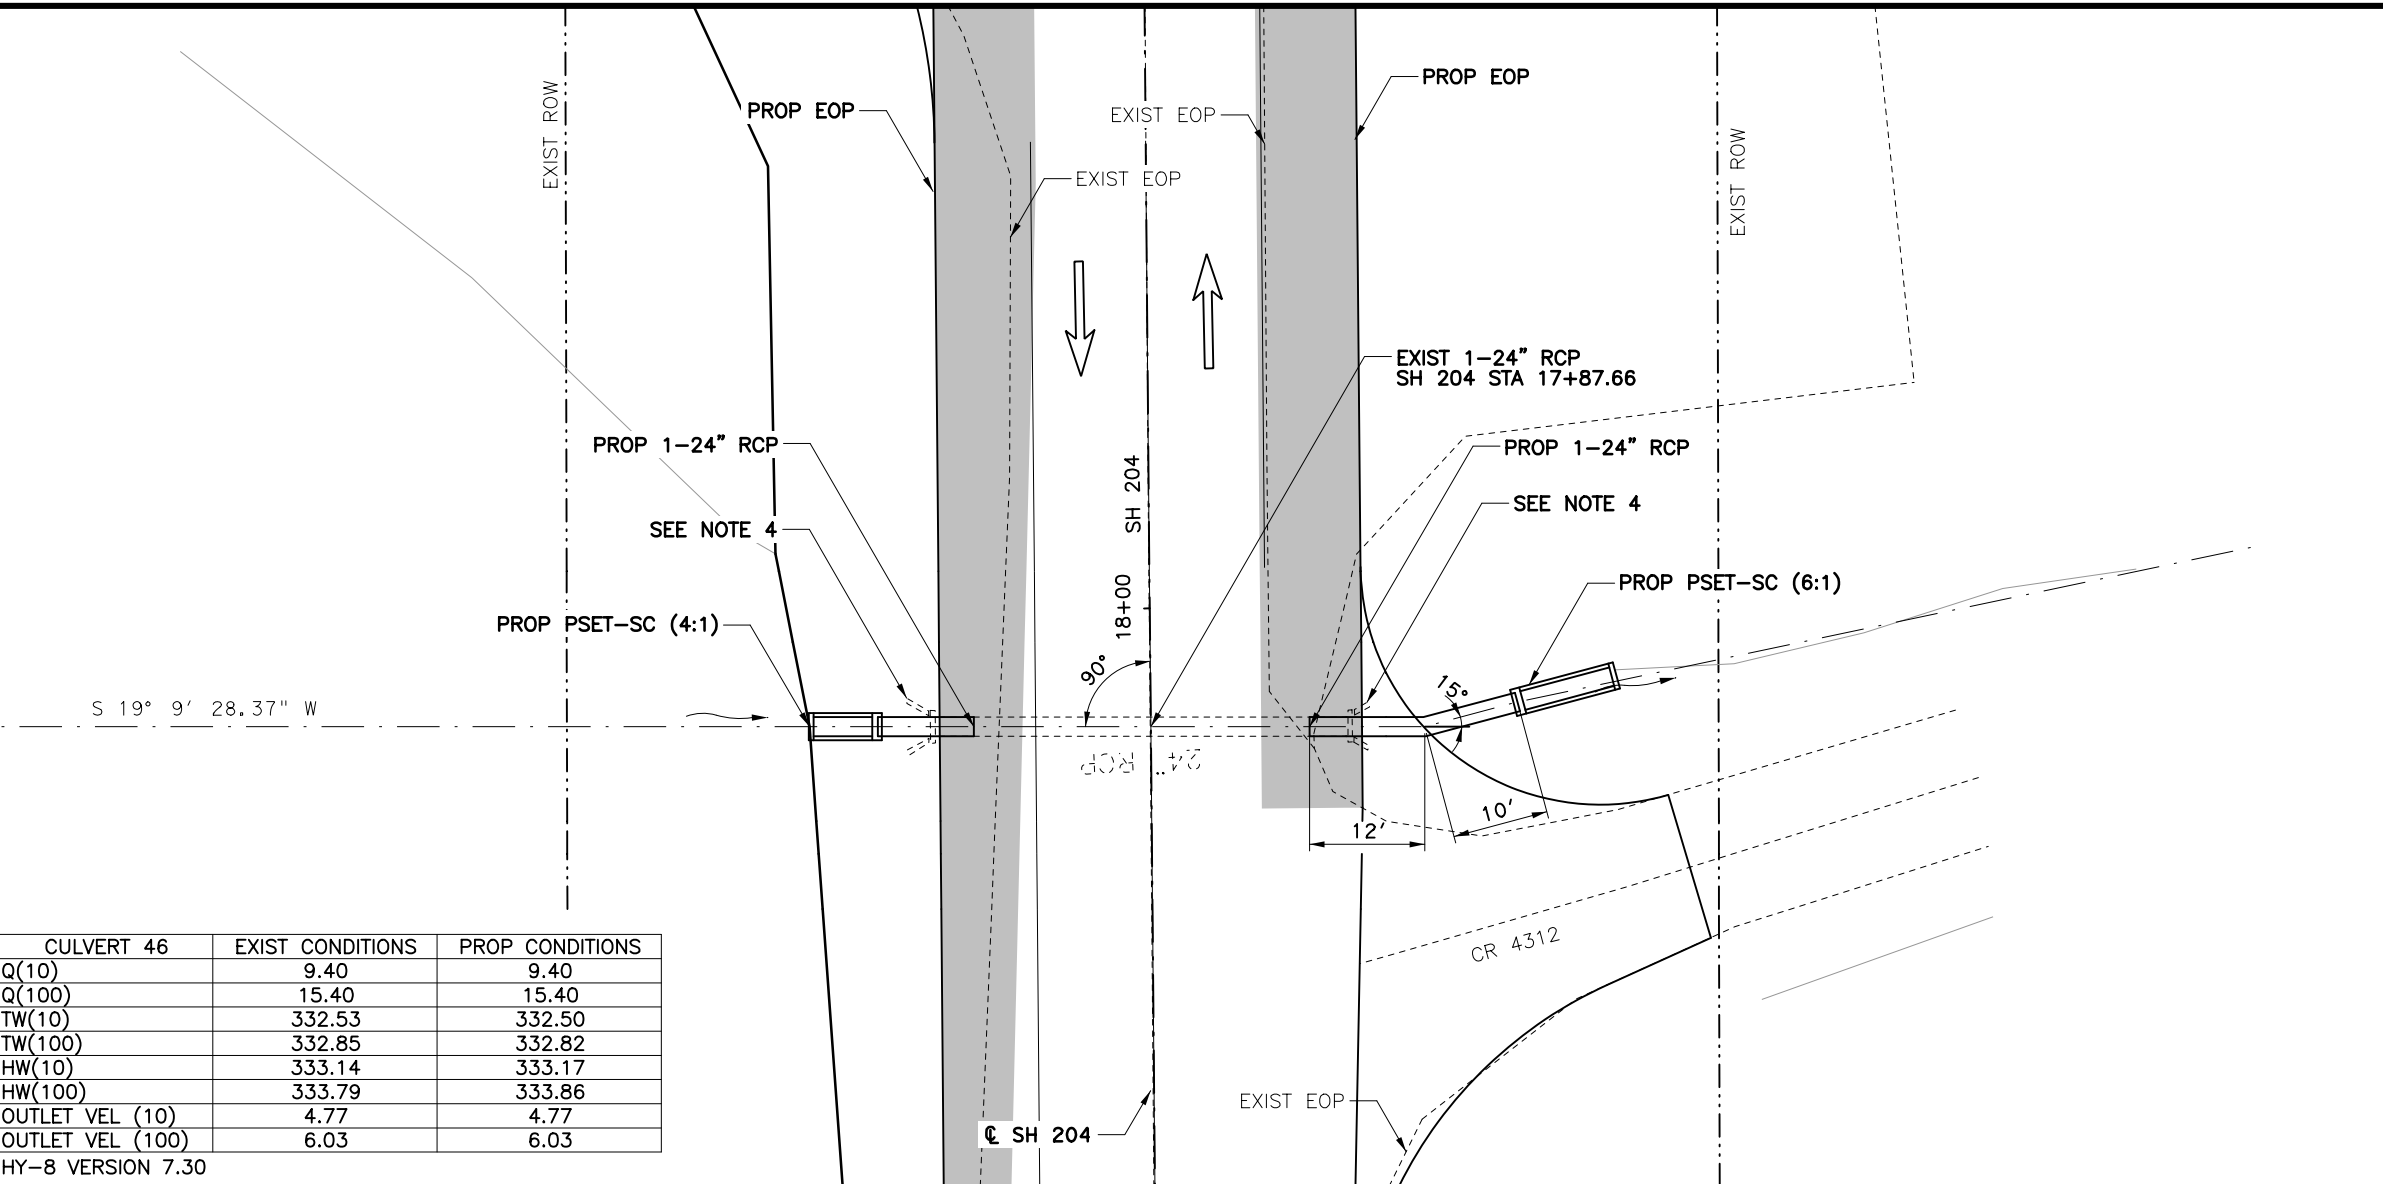 PROP EOP
EXIST ROW
PROP EOP
EXIST EOP
EXIST ROW
EXIST EOP
EXIST 1-24" RCP
SH 204 STA 17+87.66
PROP 1-24" RCP
PROP 1-24" RCP
SH 204
SEE NOTE 4
SEE NOTE 4
18+00
PROP PSET-SC (6:1)
PROP PSET-SC (4:1)
90°
15°
S 19° 9' 28.37" W
24" RCP
10'
12'
CR 4312
EXIST EOP
℄ SH 204
CULVERT 46 EXIST CONDITIONS PROP CONDITIONS
Q(10) 9.40 9.40
Q(100) 15.40 15.40
TW(10) 332.53 332.50
TW(100) 332.85 332.82
HW(10) 333.14 333.17
HW(100) 333.79 333.86
OUTLET VEL (10) 4.77 4.77
OUTLET VEL (100) 6.03 6.03
HY-8 VERSION 7.30